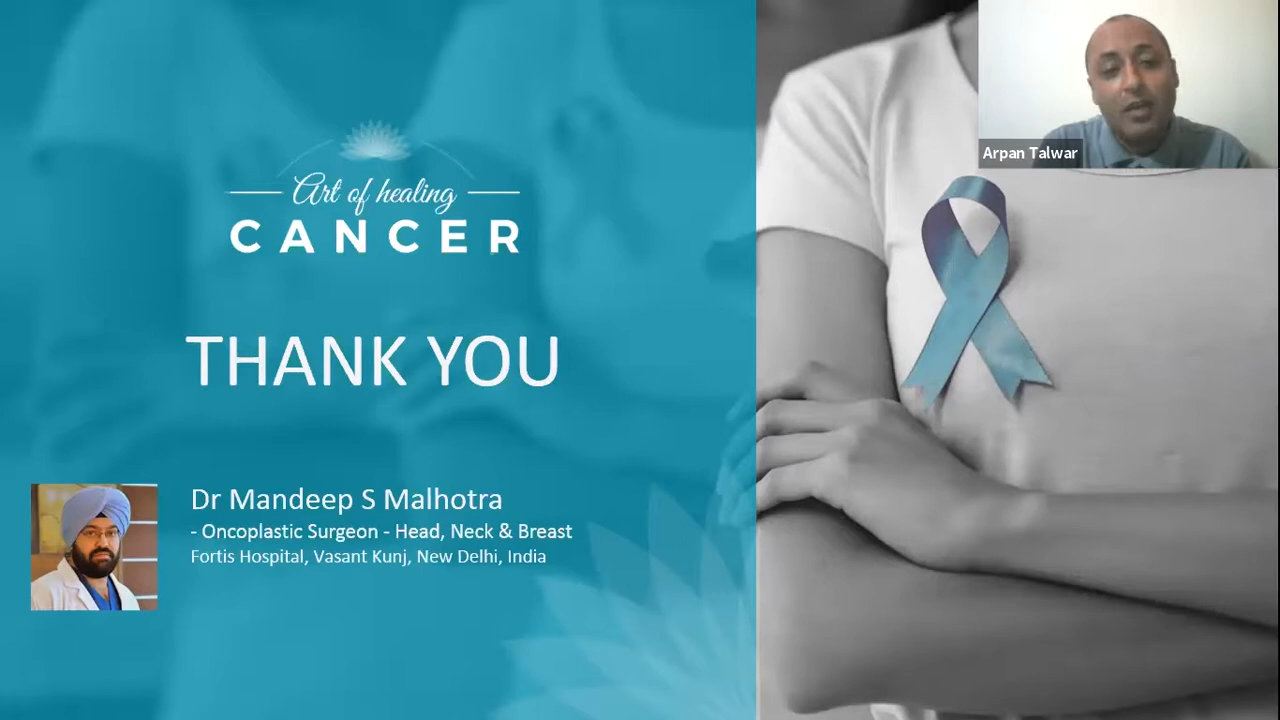 Art of healing
CANCER
THANK YOU
Dr Mandeep S Malhotra
- Oncoplastic Surgeon - Head, Neck & Breast
Fortis Hospital, Vasant Kunj, New Delhi, India
Arpan Talwar